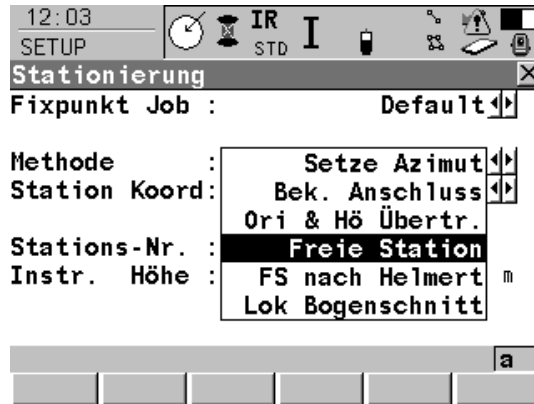 12:03
SETUP
IR
STD
I
Stationierung
Fixpunkt Job : Default
Methode : Setze Azimut
Station Koord: Bek. Anschluss
Ori & Hö Übertr.
Stations-Nr. : Freie Station
Instr. Höhe : FS nach Helmert m
Lok Bogenschnitt
a